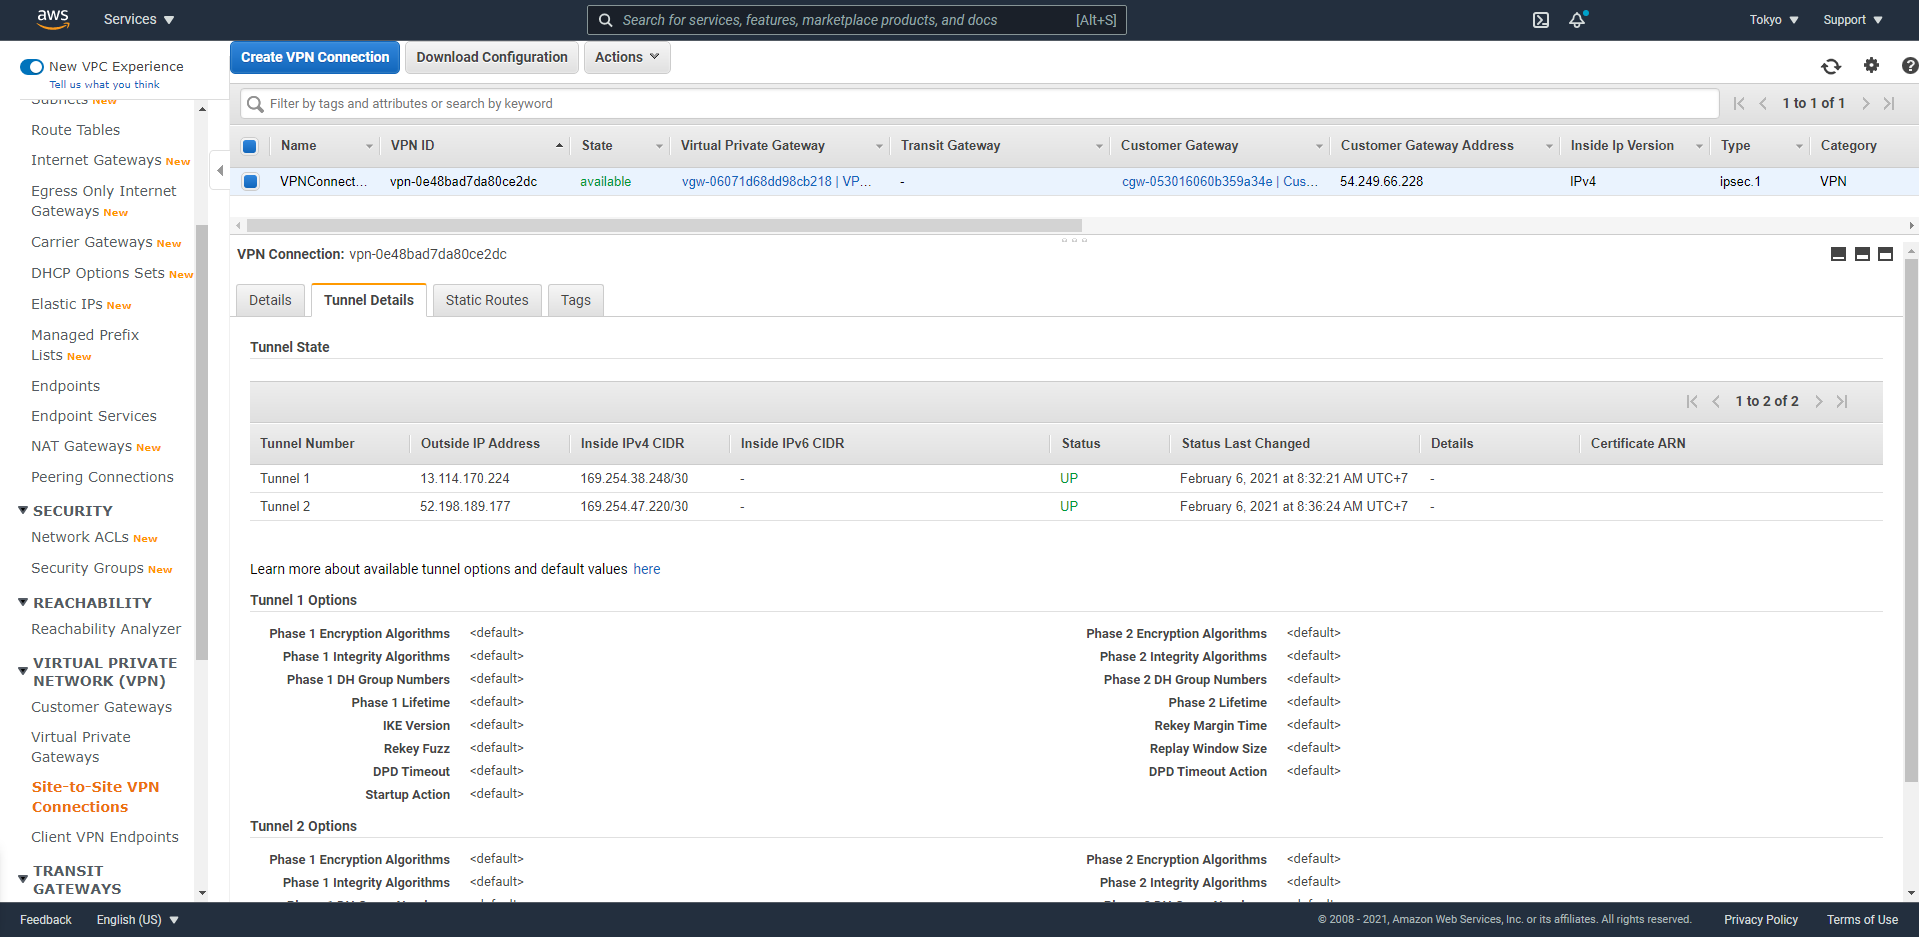 aws
Services
Search for services, features, marketplace products, and docs [Alt+S]
Tokyo
Support
New VPC Experience
Tell us what you think
Subnets New
Route Tables
Internet Gateways New
Egress Only Internet
Gateways New
Carrier Gateways New
DHCP Options Sets New
Elastic IPs New
Managed Prefix
Lists New
Endpoints
Endpoint Services
NAT Gateways New
Peering Connections
SECURITY
Network ACLs New
Security Groups New
REACHABILITY
Reachability Analyzer
VIRTUAL PRIVATE
NETWORK (VPN)
Customer Gateways
Virtual Private
Gateways
Site-to-Site VPN
Connections
Client VPN Endpoints
TRANSIT
GATEWAYS
Create VPN Connection
Download Configuration
Actions
Filter by tags and attributes or search by keyword
1 to 1 of 1
Name VPN ID State Virtual Private Gateway Transit Gateway Customer Gateway Customer Gateway Address Inside Ip Version Type Category
VPNConnect... vpn-0e48bad7da80ce2dc available vgw-06071d68dd98cb218 | VP... - cgw-053016060b359a34e | Cus... 54.249.66.228 IPv4 ipsec.1 VPN
VPN Connection: vpn-0e48bad7da80ce2dc
Details
Tunnel Details
Static Routes
Tags
Tunnel State
1 to 2 of 2
Tunnel Number Outside IP Address Inside IPv4 CIDR Inside IPv6 CIDR Status Status Last Changed Details Certificate ARN
Tunnel 1 13.114.170.224 169.254.38.248/30 - UP February 6, 2021 at 8:32:21 AM UTC+7 -
Tunnel 2 52.198.189.177 169.254.47.220/30 - UP February 6, 2021 at 8:36:24 AM UTC+7 -
Learn more about available tunnel options and default values here
Tunnel 1 Options
Phase 1 Encryption Algorithms <default> Phase 2 Encryption Algorithms <default>
Phase 1 Integrity Algorithms <default> Phase 2 Integrity Algorithms <default>
Phase 1 DH Group Numbers <default> Phase 2 DH Group Numbers <default>
Phase 1 Lifetime <default> Phase 2 Lifetime <default>
IKE Version <default> Rekey Margin Time <default>
Rekey Fuzz <default> Replay Window Size <default>
DPD Timeout <default> DPD Timeout Action <default>
Startup Action <default>
Tunnel 2 Options
Phase 1 Encryption Algorithms <default> Phase 2 Encryption Algorithms <default>
Phase 1 Integrity Algorithms <default> Phase 2 Integrity Algorithms <default>
Feedback
English (US)
© 2008 - 2021, Amazon Web Services, Inc. or its affiliates. All rights reserved.
Privacy Policy
Terms of Use